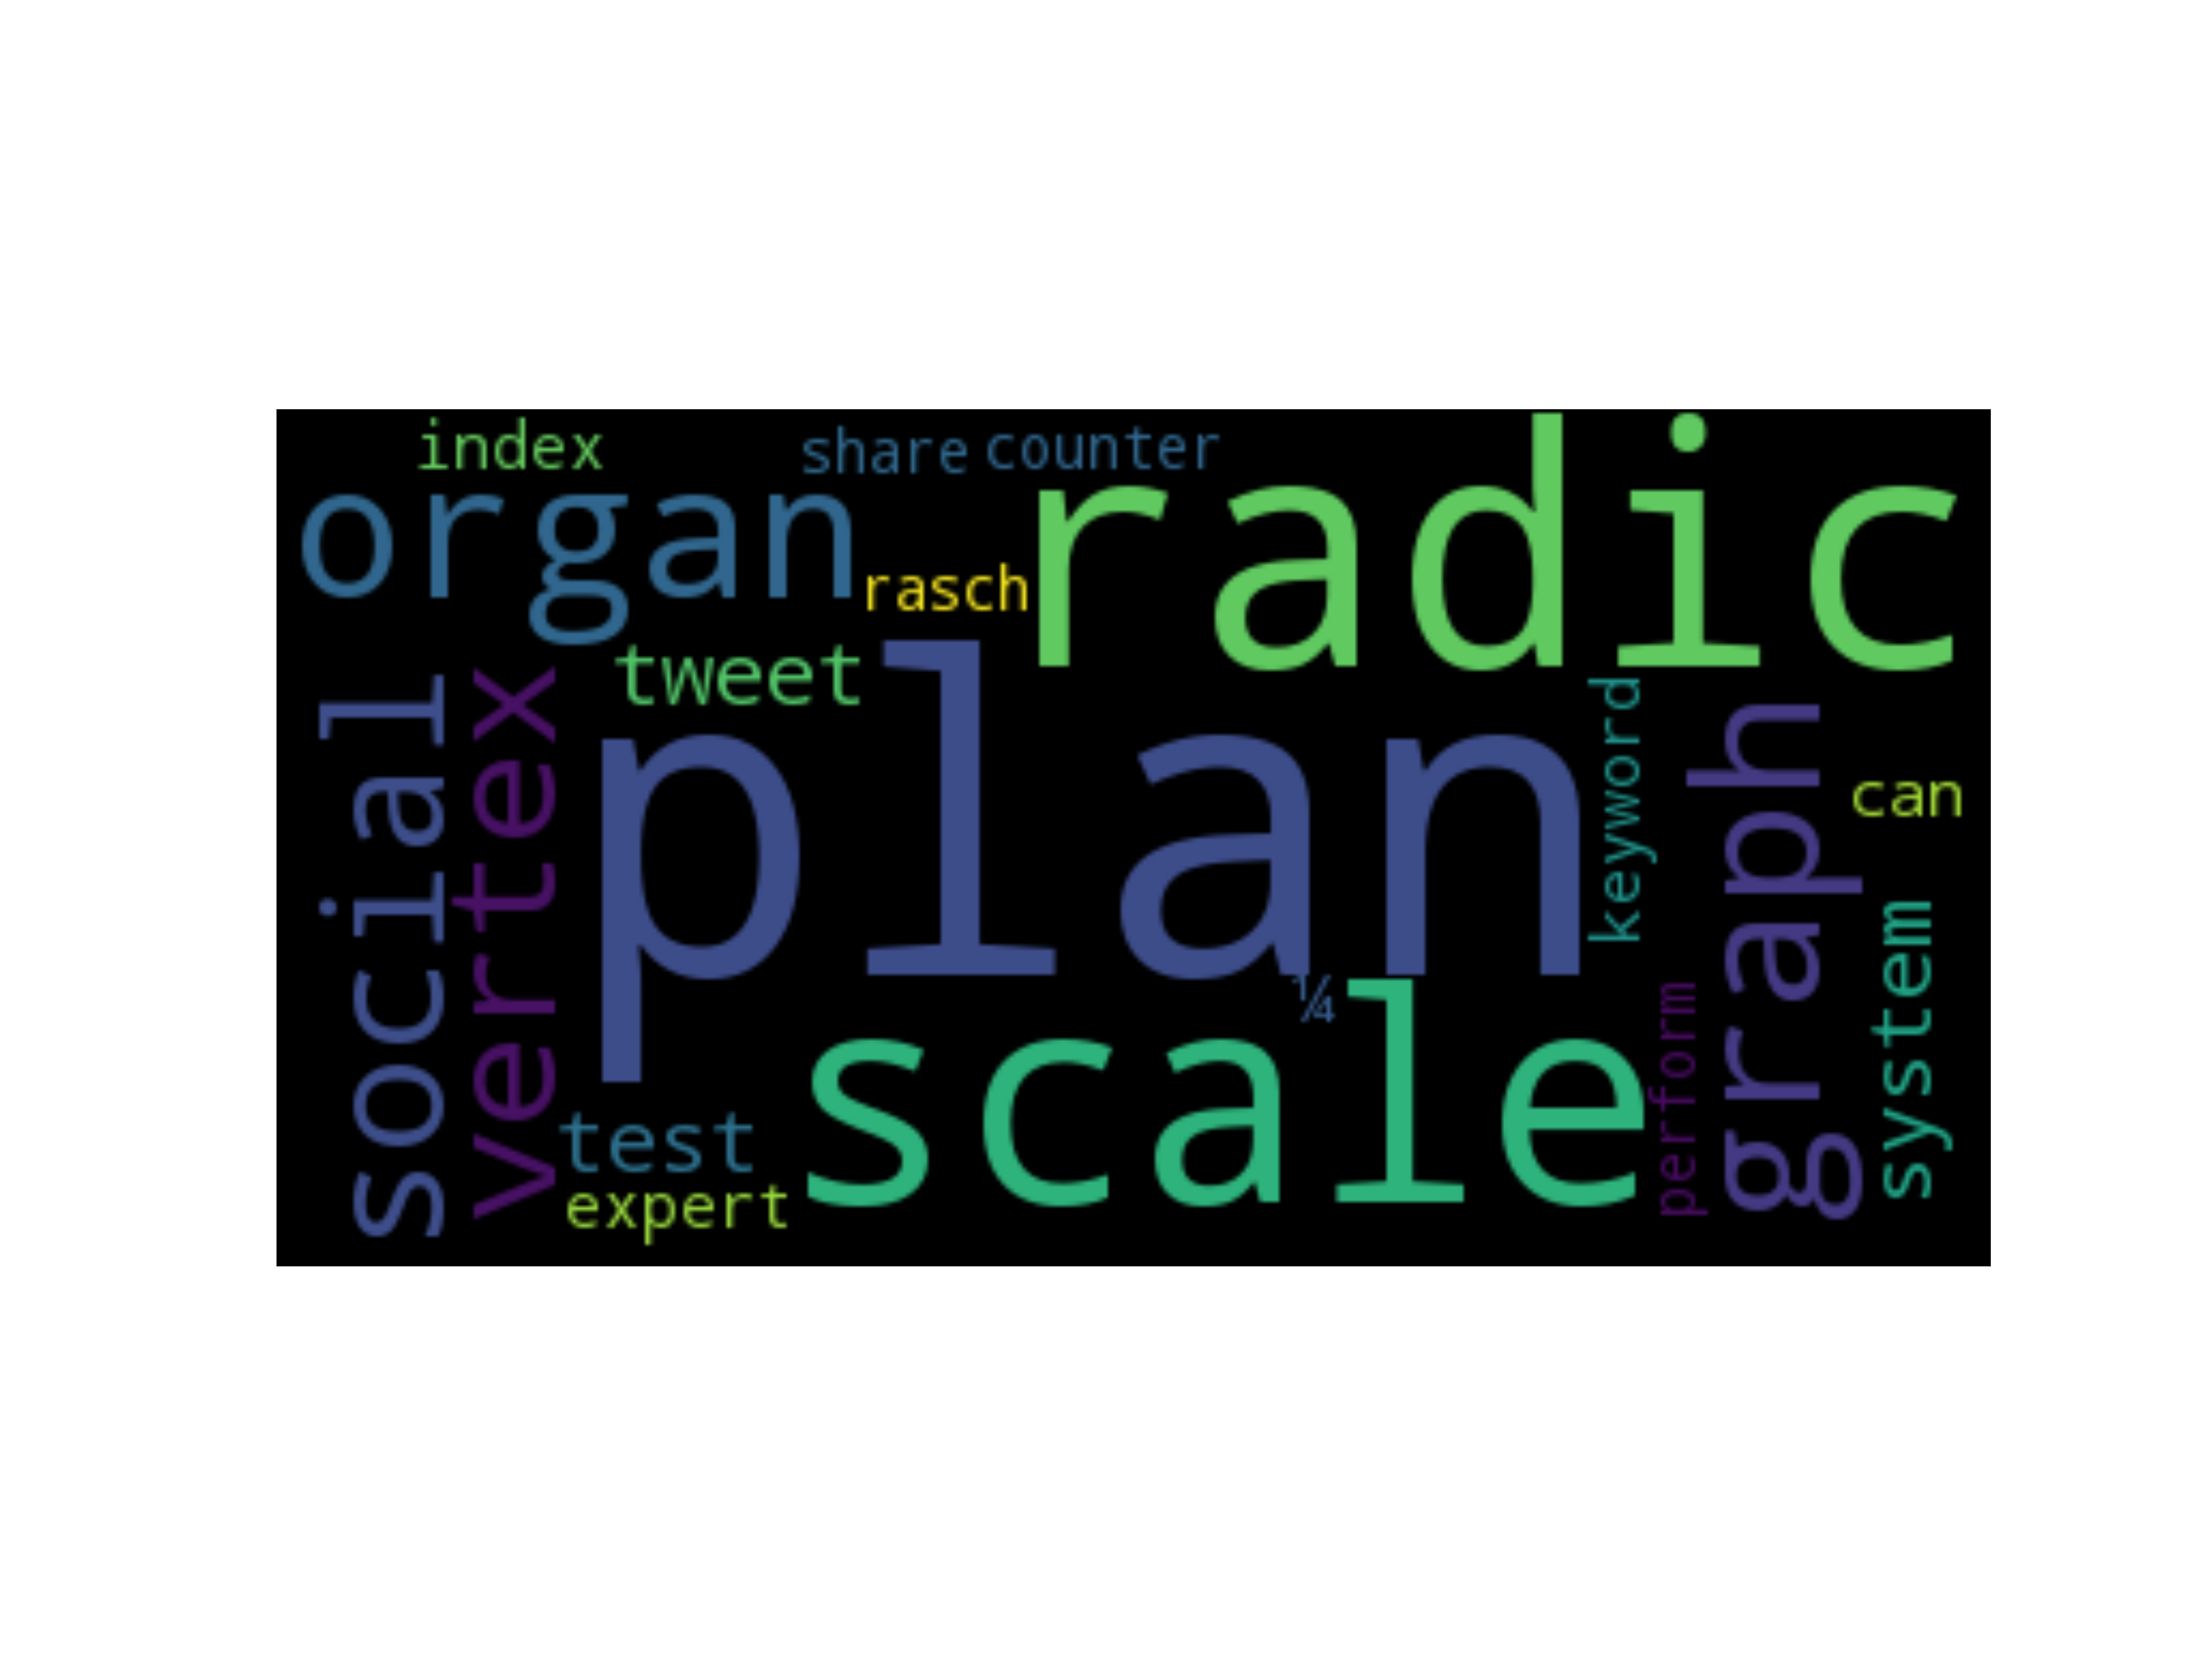 index
share
counter
organ
radic
rasch
tweet
social
vertex
plan
keyword
graph
can
system
¼
scale
perform
test
expert